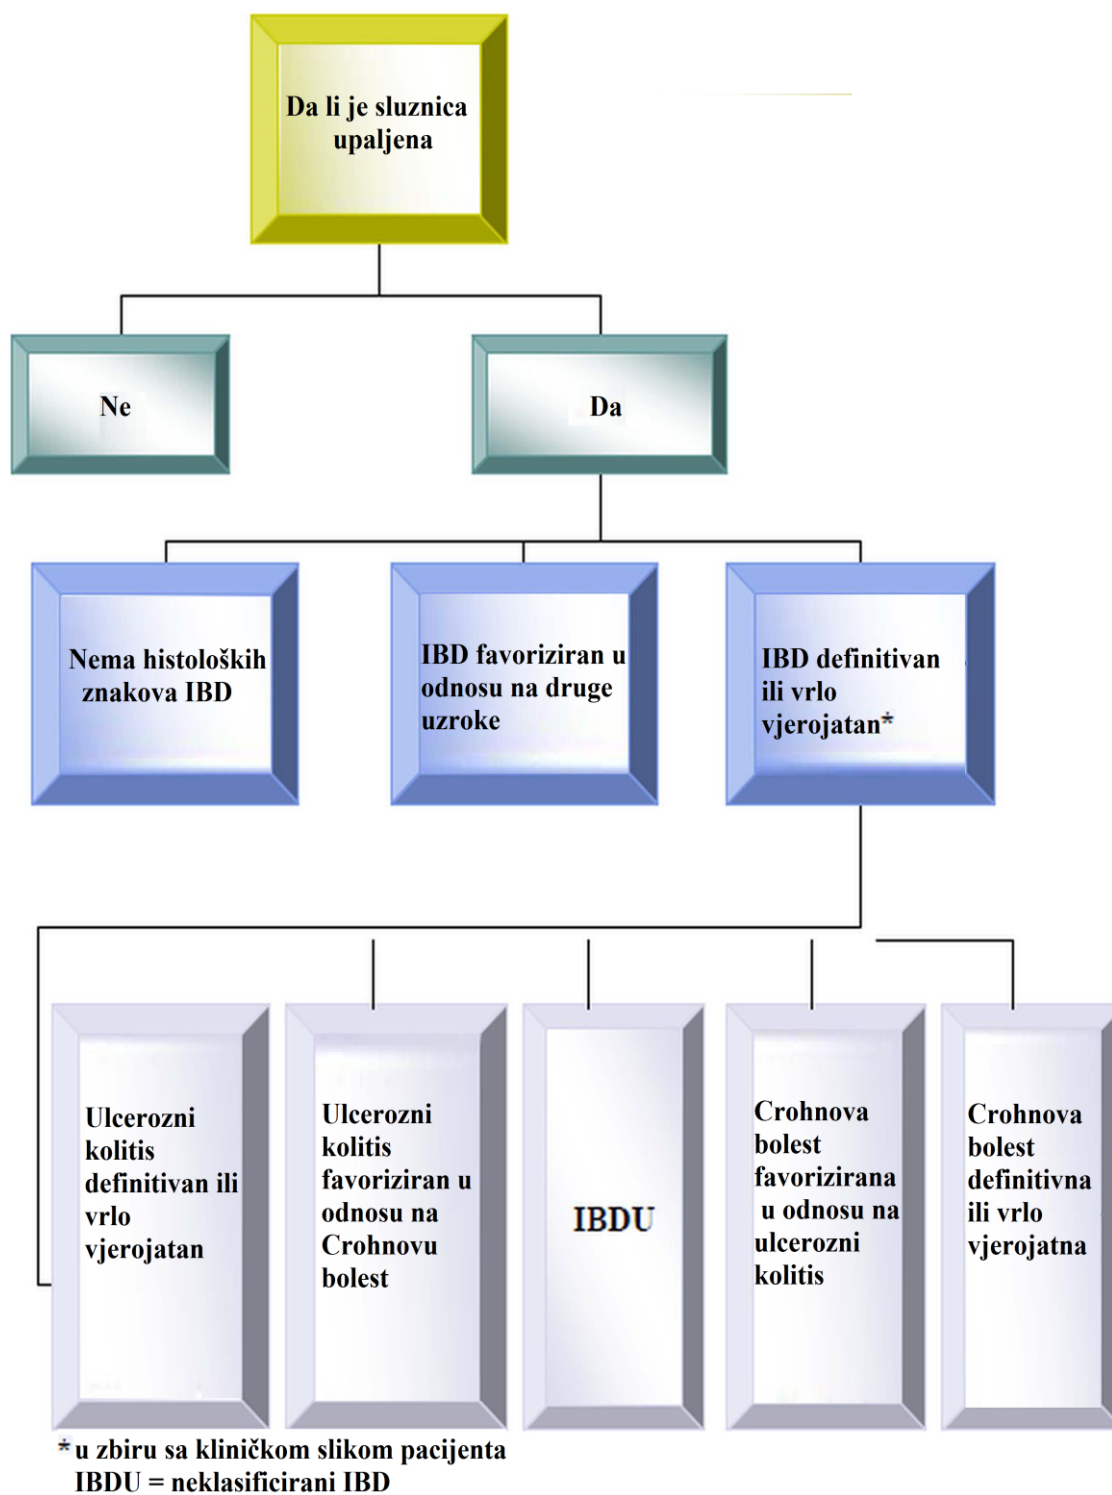 Da li je sluznica
upaljena
Ne
Da
Nema histoloških
znakova IBD
IBD favoriziran u
odnosu na druge
uzroke
IBD definitivan
ili vrlo
vjerojatan*
Ulcerozni
kolitis
definitivan ili
vrlo
vjerojatan
Ulcerozni
kolitis
favoriziran u
odnosu na
Crohnovu
bolest
IBDU
Crohnova
bolest
favorizirana
u odnosu na
ulcerozni
kolitis
Crohnova
bolest
definitivna
ili vrlo
vjerojatna
*u zbiru sa kliničkom slikom pacijenta
IBDU = neklasificirani IBD